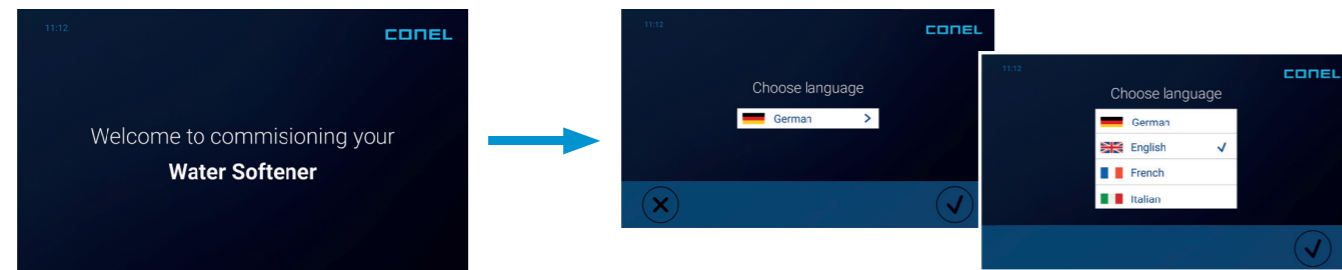 11:12
CONEL
Welcome to commisioning your
Water Softener
11:12
CONEL
Choose language
German
11:12
CONEL
Choose language
German
English
French
Italian